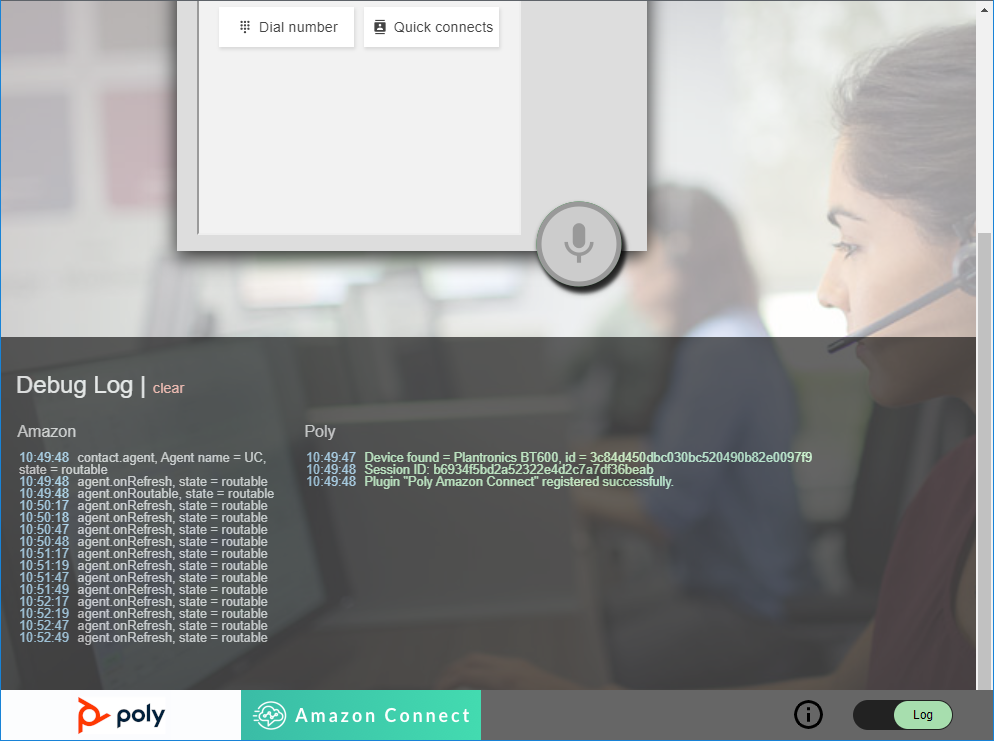 Dial number
Quick connects
Debug Log | clear
Amazon
10:49:48 contact.agent, Agent name = UC,
state = routable
10:49:48 agent.onRefresh, state = routable
10:49:48 agent.onRoutable, state = routable
10:50:17 agent.onRefresh, state = routable
10:50:18 agent.onRefresh, state = routable
10:50:47 agent.onRefresh, state = routable
10:50:48 agent.onRefresh, state = routable
10:51:17 agent.onRefresh, state = routable
10:51:19 agent.onRefresh, state = routable
10:51:47 agent.onRefresh, state = routable
10:51:49 agent.onRefresh, state = routable
10:52:17 agent.onRefresh, state = routable
10:52:19 agent.onRefresh, state = routable
10:52:47 agent.onRefresh, state = routable
10:52:49 agent.onRefresh, state = routable
Poly
10:49:47 Device found = Plantronics BT600, id = 3c84d450dbc030bc520490b82e0097f9
10:49:48 Session ID: b6934f5bd2a52322e4d2c7a7df36beab
10:49:48 Plugin "Poly Amazon Connect" registered successfully.
poly
Amazon Connect
Log